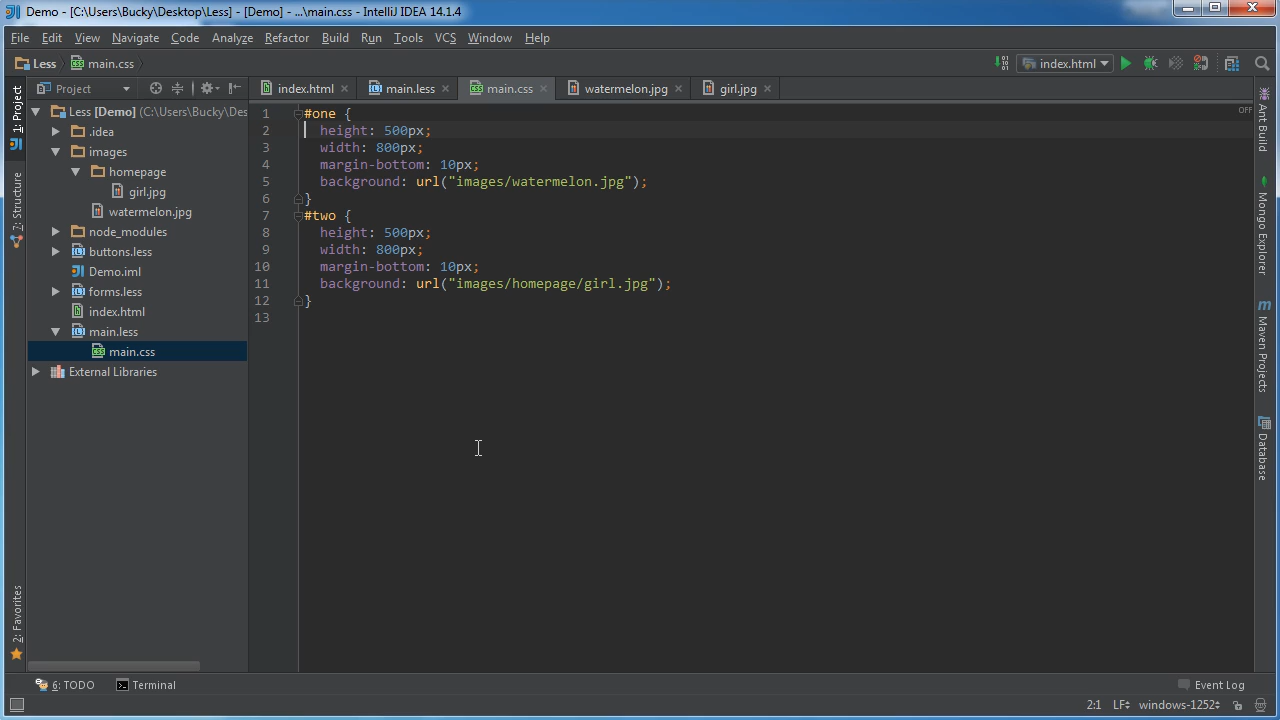 Demo - [C:\Users\Bucky\Desktop\Less] - [Demo] - ...\main.css - IntelliJ IDEA 14.1.4
File Edit View Navigate Code Analyze Refactor Build Run Tools VCS Window Help
Less main.css index.html
Project index.html main.less main.css watermelon.jpg girl.jpg
1: Project
7: Structure
2: Favorites
Less [Demo] (C:\Users\Bucky\Des
.idea
images
homepage
girl.jpg
watermelon.jpg
node_modules
buttons.less
Demo.iml
forms.less
index.html
main.less
main.css
External Libraries
1 #one {
2 height: 500px;
3 width: 800px;
4 margin-bottom: 10px;
5 background: url("images/watermelon.jpg");
6 }
7 #two {
8 height: 500px;
9 width: 800px;
10 margin-bottom: 10px;
11 background: url("images/homepage/girl.jpg");
12 }
13
OFF
Ant Build
Mongo Explorer
Maven Projects
Database
6: TODO Terminal Event Log
2:1 LF windows-1252